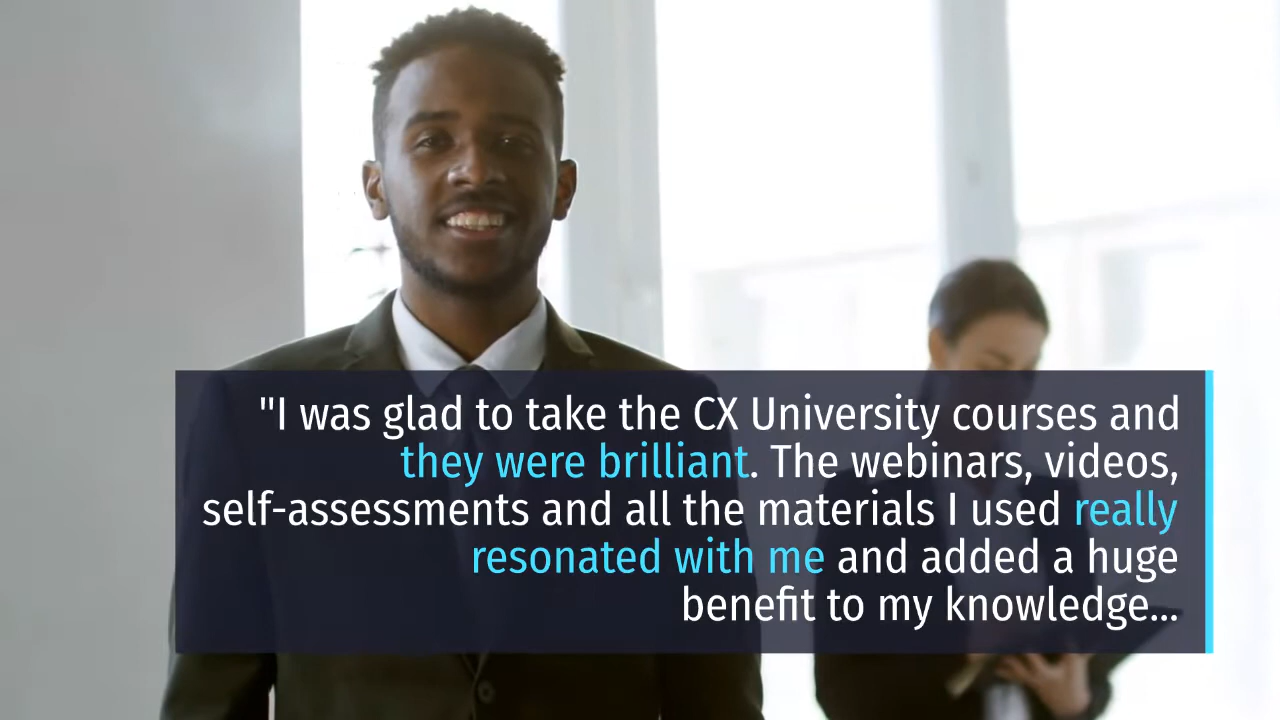 "I was glad to take the CX University courses and
they were brilliant. The webinars, videos,
self-assessments and all the materials I used really
resonated with me and added a huge
benefit to my knowledge...